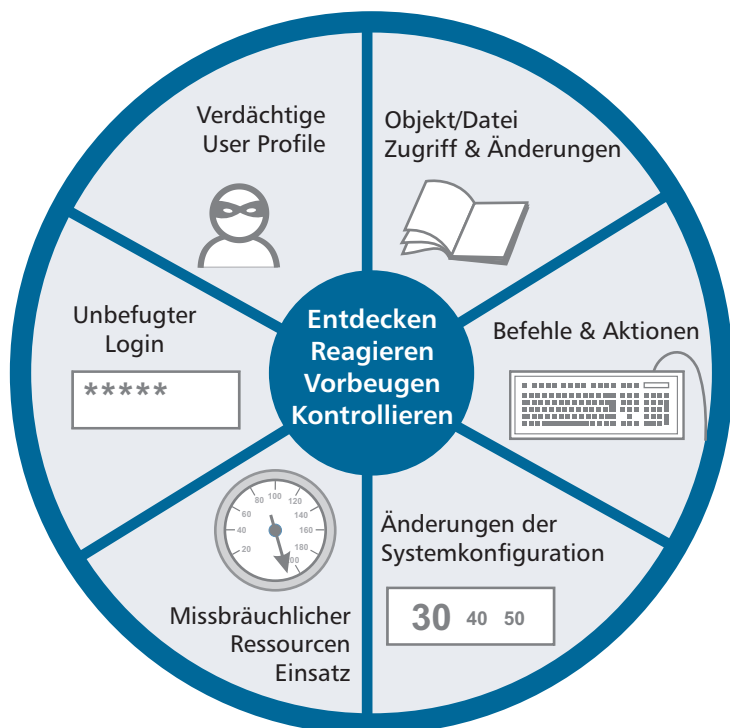 Verdächtige
User Profile
Objekt/Datei
Zugriff & Änderungen
Unbefugter
Login
*****
Entdecken
Reagieren
Vorbeugen
Kontrollieren
Befehle & Aktionen
20
40
60
80
100
120
140
160
180
Missbräuchlicher
Ressourcen
Einsatz
Änderungen der
Systemkonfiguration
30 40 50